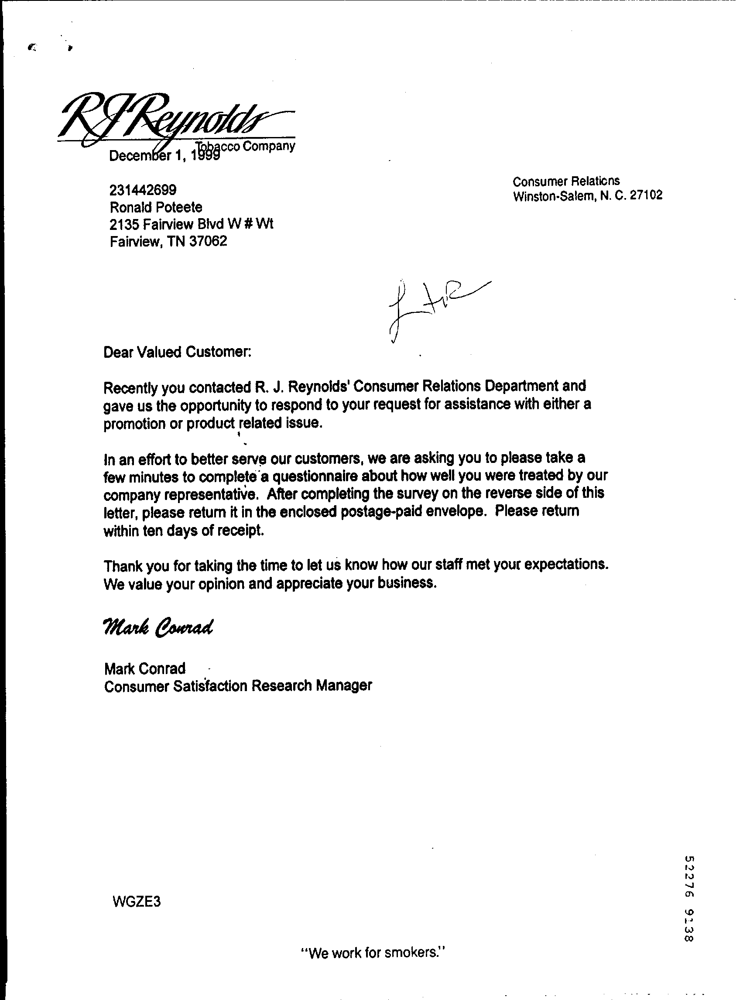 RJReynolds
Tobacco Company
December 1, 1999
Consumer Relations
Winston-Salem, N. C. 27102
231442699
Ronald Poteete
2135 Fairview Blvd W # Wt
Fairview, TN 37062
Dear Valued Customer:
Recently you contacted R. J. Reynolds' Consumer Relations Department and
gave us the opportunity to respond to your request for assistance with either a
promotion or product related issue.
In an effort to better serve our customers, we are asking you to please take a
few minutes to complete a questionnaire about how well you were treated by our
company representative. After completing the survey on the reverse side of this
letter, please return it in the enclosed postage-paid envelope. Please return
within ten days of receipt.
Thank you for taking the time to let us know how our staff met your expectations.
We value your opinion and appreciate your business.
Mark Conrad
Mark Conrad
Consumer Satisfaction Research Manager
WGZE3
"We work for smokers."
52276